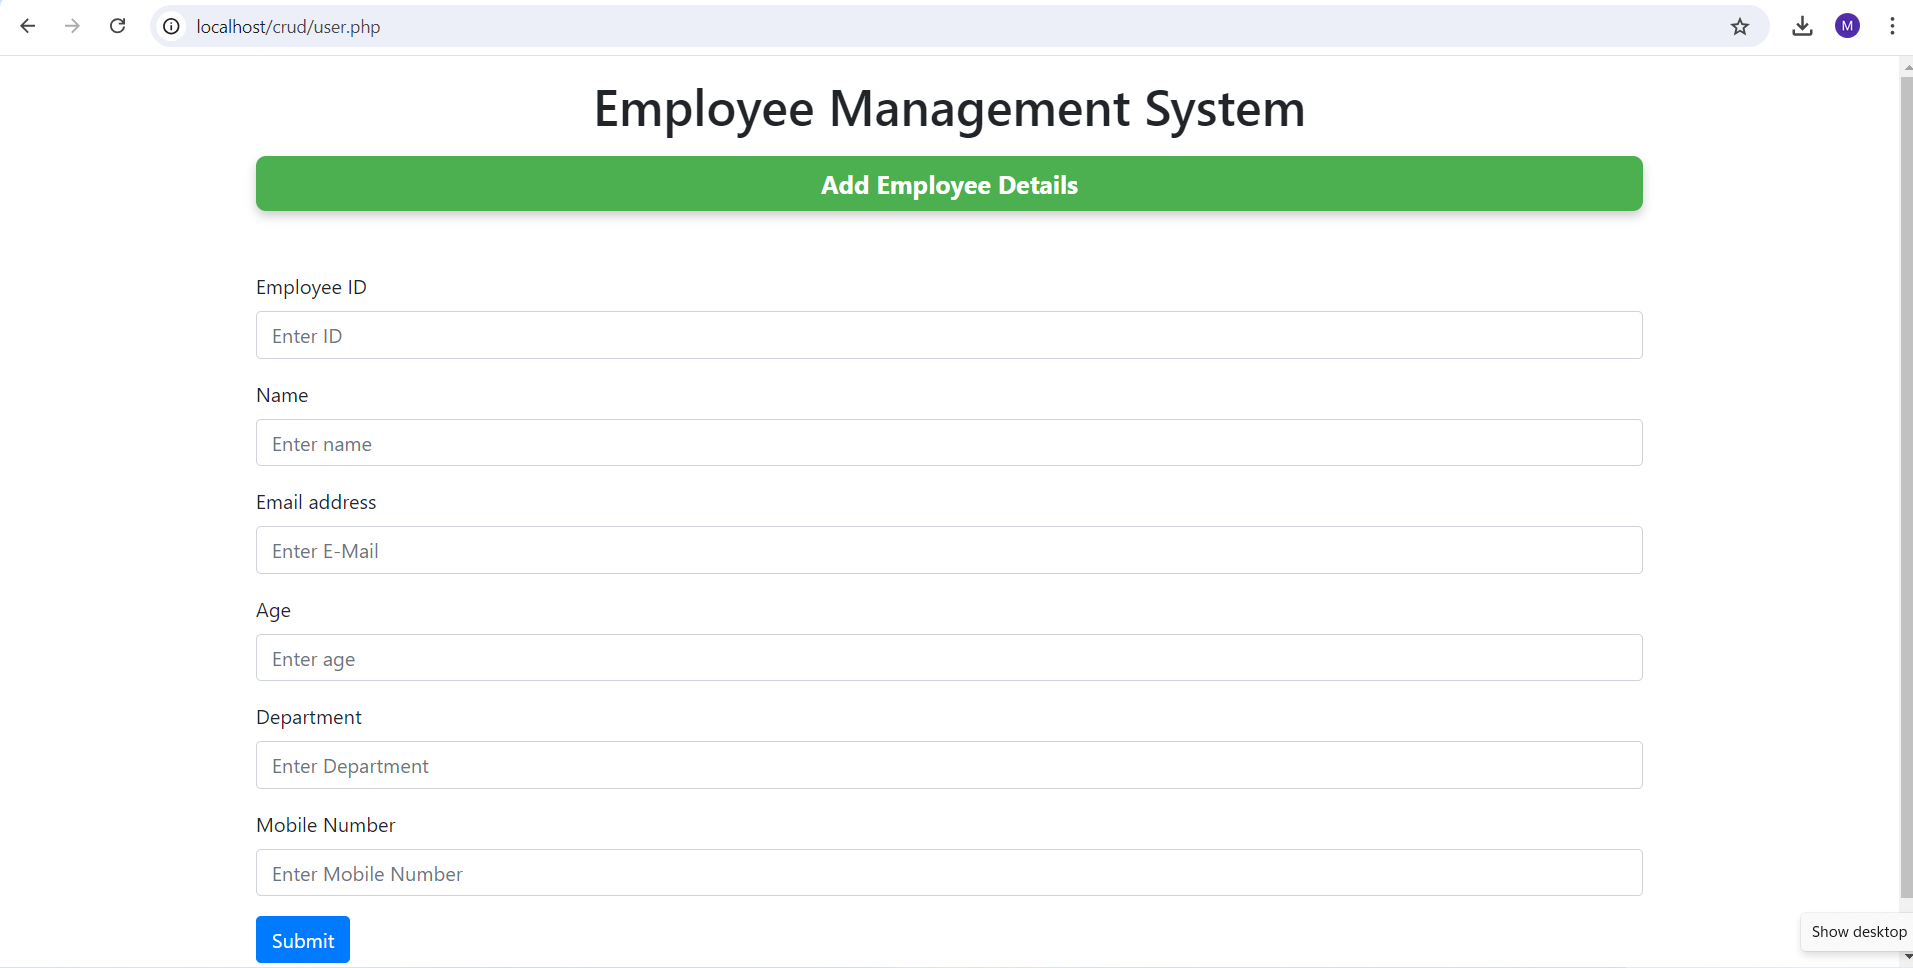 localhost/crud/user.php
M
Employee Management System
Add Employee Details
Employee ID
Enter ID
Name
Enter name
Email address
Enter E-Mail
Age
Enter age
Department
Enter Department
Mobile Number
Enter Mobile Number
Submit
Show desktop